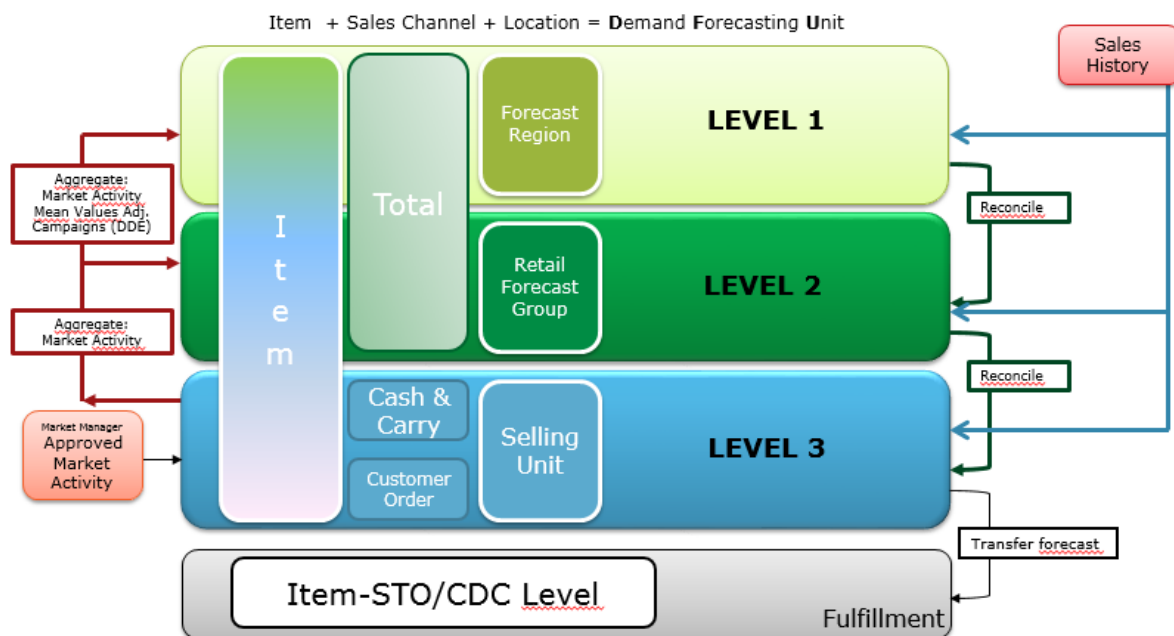 Item + Sales Channel + Location = Demand Forecasting Unit
Sales
History
Forecast
Region
LEVEL 1
Aggregate:
Market Activity
Mean Values Adj.
Campaigns (DDE)
Item
Total
Reconcile
Retail
Forecast
Group
LEVEL 2
Aggregate:
Market Activity
Reconcile
Cash &
Carry
Selling
Unit
LEVEL 3
Customer
Order
Market Manager
Approved
Market
Activity
Transfer forecast
Item-STO/CDC Level
Fulfillment